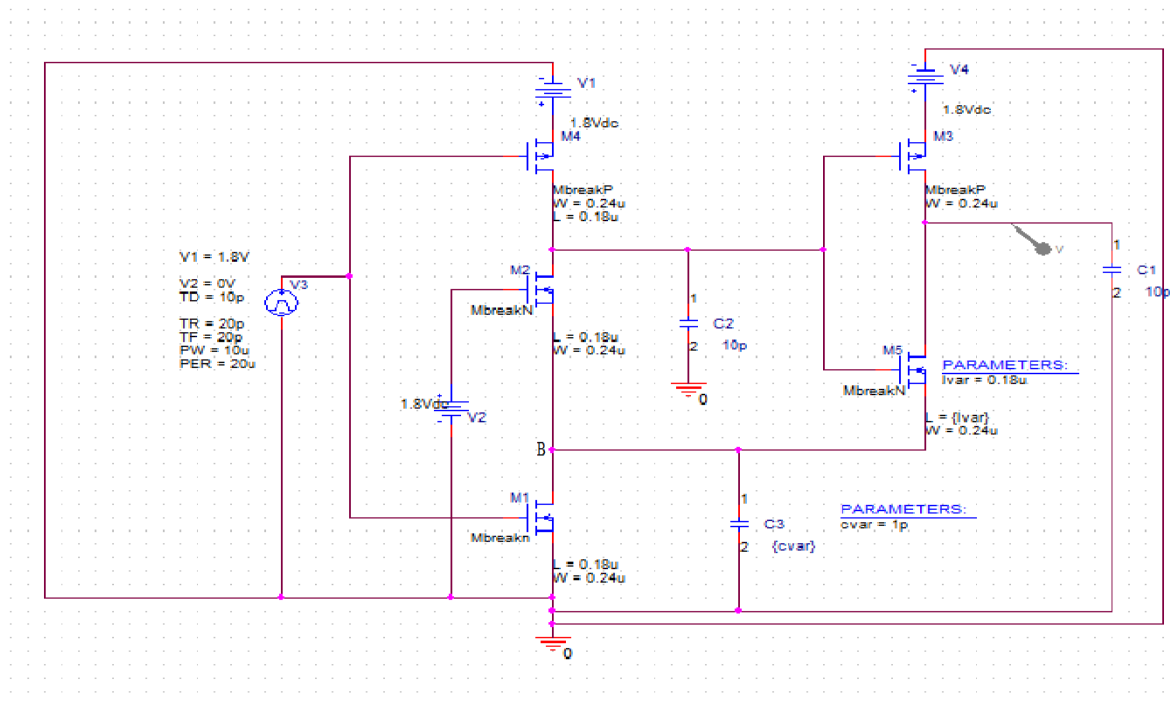 V1
1.8Vdc
M4
MbreakP
W = 0.24u
L = 0.18u
V4
1.8Vdc
M3
MbreakP
W = 0.24u
V
1
C1
2
10p
V1 = 1.8V
V2 = 0V
TD = 10p
TR = 20p
TF = 20p
PW = 10u
PER = 20u
V3
M2
MbreakN
L = 0.18u
W = 0.24u
1
C2
2
10p
0
M5
MbreakN
PARAMETERS:
lvar = 0.18u
L = {lvar}
W = 0.24u
1.8Vdc
V2
B
M1
Mbreakn
L = 0.18u
W = 0.24u
1
C3
2
{cvar}
PARAMETERS:
cvar = 1p
0